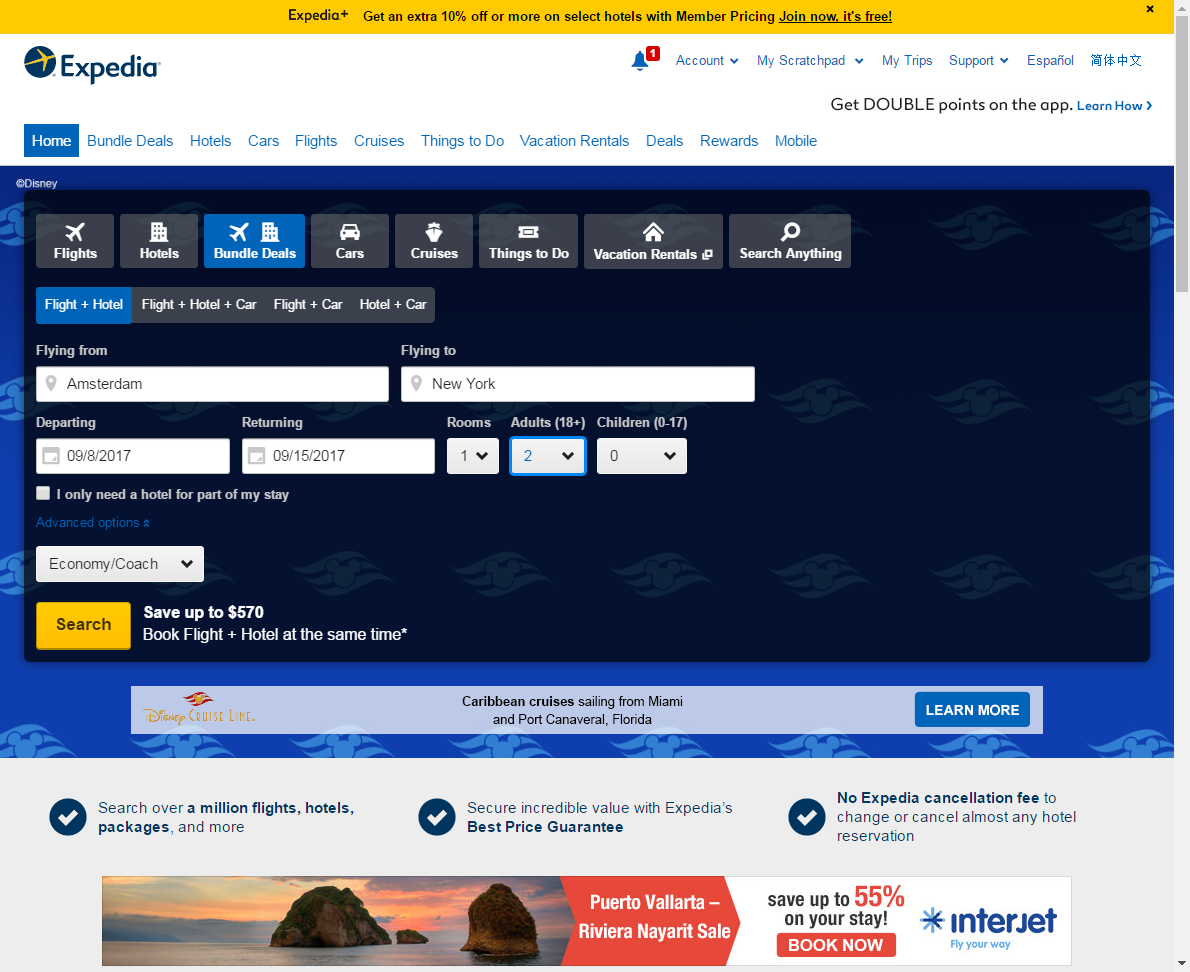 Expedia+ Get an extra 10% off or more on select hotels with Member Pricing Join now, it's free!
×
Expedia
1
Account My Scratchpad My Trips Support Español 简体中文
Get DOUBLE points on the app. Learn How
Home Bundle Deals Hotels Cars Flights Cruises Things to Do Vacation Rentals Deals Rewards Mobile
©Disney
Flights Hotels Bundle Deals Cars Cruises Things to Do Vacation Rentals Search Anything
Flight + Hotel Flight + Hotel + Car Flight + Car Hotel + Car
Flying from Flying to
Amsterdam New York
Departing Returning Rooms Adults (18+) Children (0-17)
09/8/2017 09/15/2017 1 2 0
I only need a hotel for part of my stay
Advanced options
Economy/Coach
Search
Save up to $570
Book Flight + Hotel at the same time*
Disney Cruise Line.
Caribbean cruises sailing from Miami
and Port Canaveral, Florida
LEARN MORE
Search over a million flights, hotels,
packages, and more
Secure incredible value with Expedia’s
Best Price Guarantee
No Expedia cancellation fee to
change or cancel almost any hotel
reservation
Puerto Vallarta –
Riviera Nayarit Sale
save up to 55%
on your stay!
BOOK NOW
interjet
Fly your way